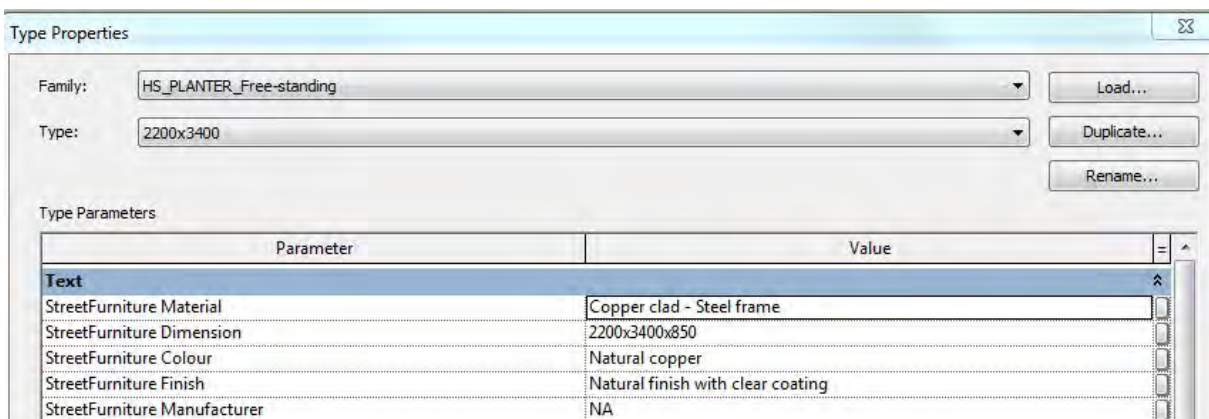 Type Properties
Family: HS_PLANTER_Free-standing Load...
Type: 2200x3400 Duplicate...
Rename...
Type Parameters
Parameter Value =
Text
StreetFurniture Material Copper clad - Steel frame
StreetFurniture Dimension 2200x3400x850
StreetFurniture Colour Natural copper
StreetFurniture Finish Natural finish with clear coating
StreetFurniture Manufacturer NA